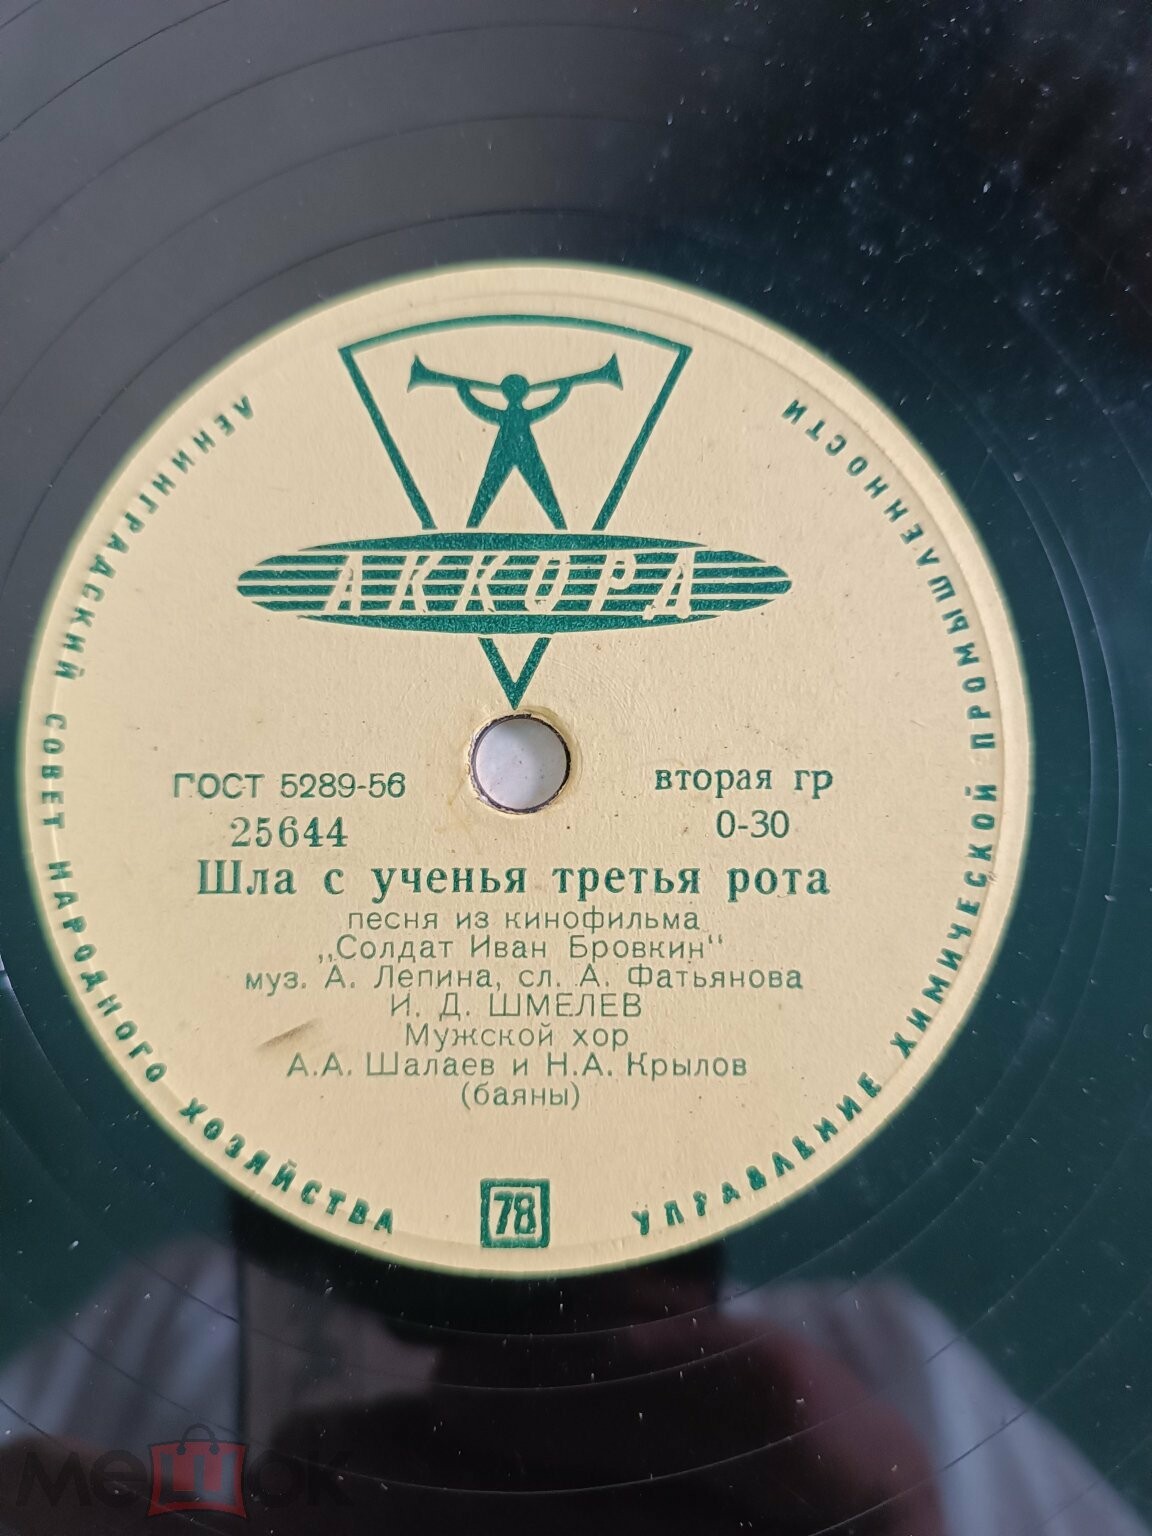 ЛЕНИНГРАДСКИЙ СОВЕТ НАРОДНОГО ХОЗЯЙСТВА
УПРАВЛЕНИЕ ХИМИЧЕСКОЙ ПРОМЫШЛЕННОСТИ
АККОРД
ГОСТ 5289-56
вторая гр
25644
0-30
Шла с ученья третья рота
песня из кинофильма
„Солдат Иван Бровкин"
муз. А. Лепина, сл. А. Фатьянова
И. Д. ШМЕЛЕВ
Мужской хор
А.А. Шалаев и Н.А. Крылов
(баяны)
78
мешок